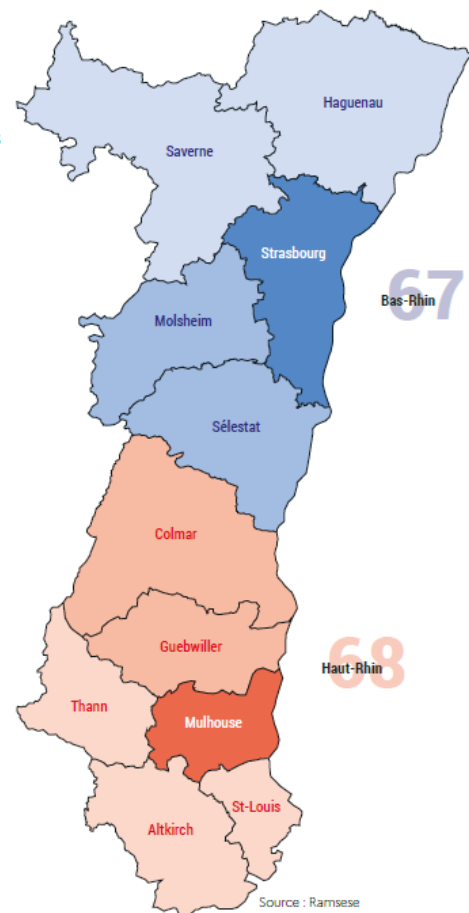 Haguenau
Saverne
Strasbourg
67
Bas-Rhin
Molsheim
Sélestat
Colmar
Guebwiller
68
Haut-Rhin
Thann
Mulhouse
St-Louis
Altkirch
Source : Ramsese